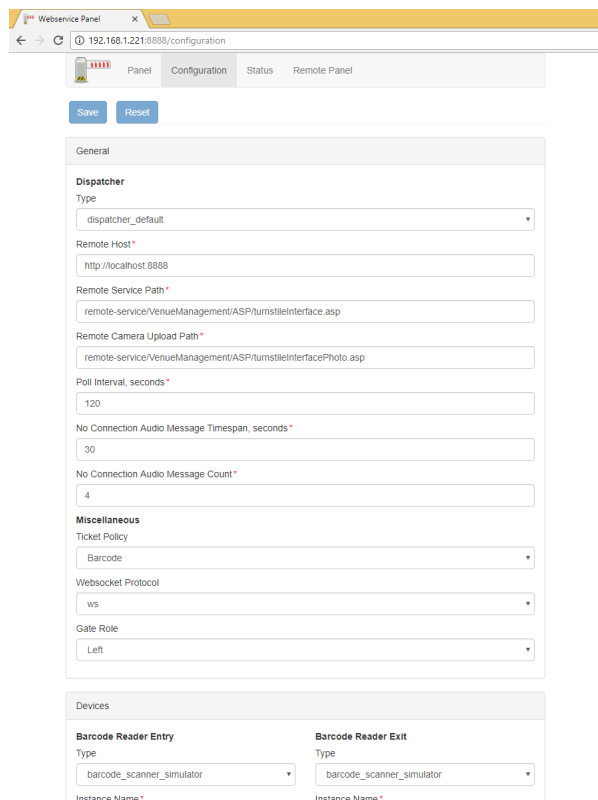 Webservice Panel
192.168.1.221:8888/configuration
Panel Configuration Status Remote Panel
Save Reset
General
Dispatcher
Type
dispatcher_default
Remote Host*
http://localhost:8888
Remote Service Path*
remote-service/VenueManagement/ASP/turnstileInterface.asp
Remote Camera Upload Path*
remote-service/VenueManagement/ASP/turnstileInterfacePhoto.asp
Poll Interval, seconds*
120
No Connection Audio Message Timespan, seconds*
30
No Connection Audio Message Count*
4
Miscellaneous
Ticket Policy
Barcode
Websocket Protocol
ws
Gate Role
Left
Devices
Barcode Reader Entry Barcode Reader Exit
Type Type
barcode_scanner_simulator barcode_scanner_simulator
Instance Name* Instance Name*